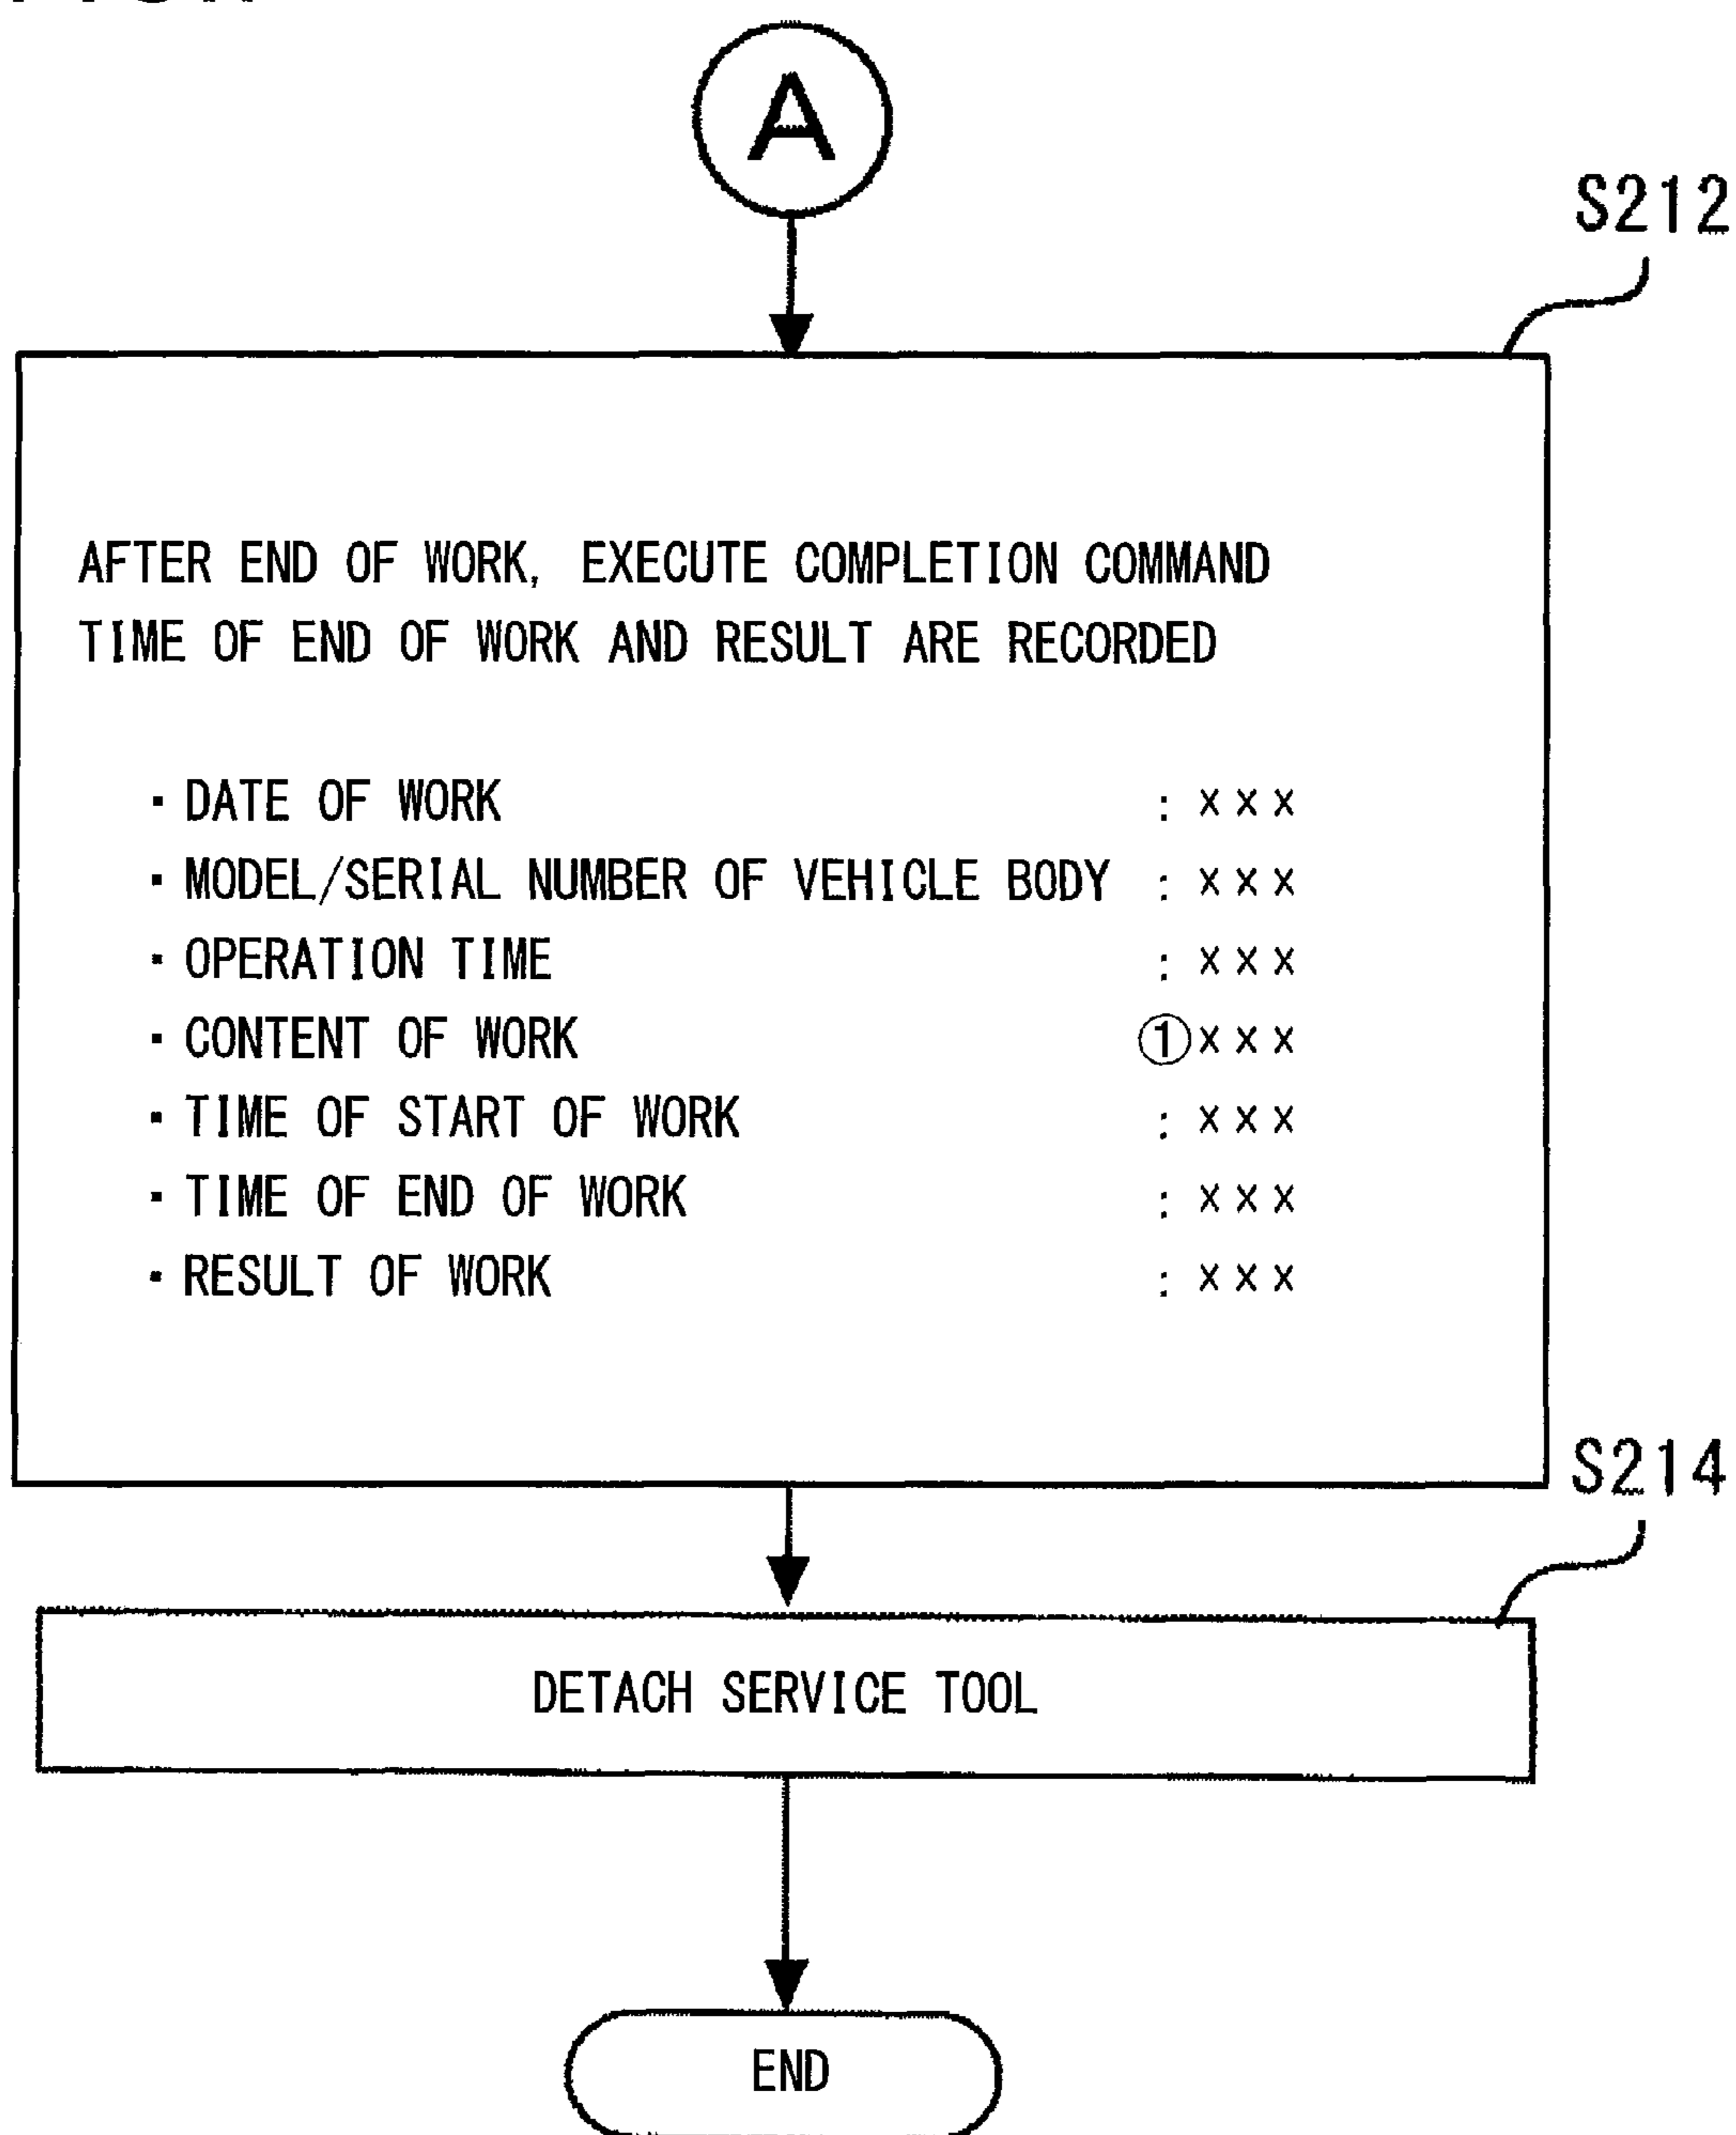 A
S212
AFTER END OF WORK, EXECUTE COMPLETION COMMAND
TIME OF END OF WORK AND RESULT ARE RECORDED
・DATE OF WORK : ×××
・MODEL/SERIAL NUMBER OF VEHICLE BODY : ×××
・OPERATION TIME : ×××
・CONTENT OF WORK ①×××
・TIME OF START OF WORK : ×××
・TIME OF END OF WORK : ×××
・RESULT OF WORK : ×××
S214
DETACH SERVICE TOOL
END